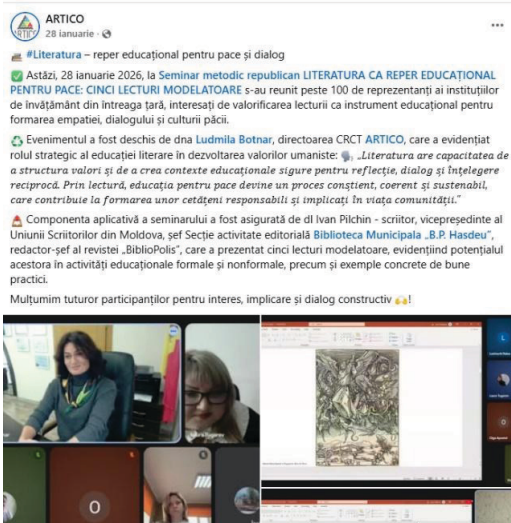 ARTICO
28 ianuarie ·
#Literatura – reper educațional pentru pace și dialog
Astăzi, 28 ianuarie 2026, la Seminar metodic republican LITERATURA CA REPER EDUCAȚIONAL
PENTRU PACE: CINCI LECTURI MODELATOARE s-au reunit peste 100 de reprezentanți ai instituțiilor
de învățământ din întreaga țară, interesați de valorificarea lecturii ca instrument educațional pentru
formarea empatiei, dialogului și culturii păcii.
Evenimentul a fost deschis de dna Ludmila Botnar, directoarea CRCT ARTICO, care a evidențiat
rolul strategic al educației literare în dezvoltarea valorilor umaniste: „Literatura are capacitatea de
a structura valori și de a crea contexte educaționale sigure pentru reflecție, dialog și înțelegere
reciprocă. Prin lectură, educația pentru pace devine un proces conștient, coerent și sustenabil,
care contribuie la formarea unor cetățeni responsabili și implicați în viața comunității.”
Componenta aplicativă a seminarului a fost asigurată de dl Ivan Pilchin - scriitor, vicepreședinte al
Uniunii Scriitorilor din Moldova, șef Secție activitate editorială Biblioteca Municipala „B.P. Hasdeu”,
redactor-șef al revistei „BiblioPolis”, care a prezentat cinci lecturi modelatoare, evidențiind potențialul
acestora în activități educaționale formale și nonformale, precum și exemple concrete de bune
practici.
Mulțumim tuturor participanților pentru interes, implicare și dialog constructiv !
O